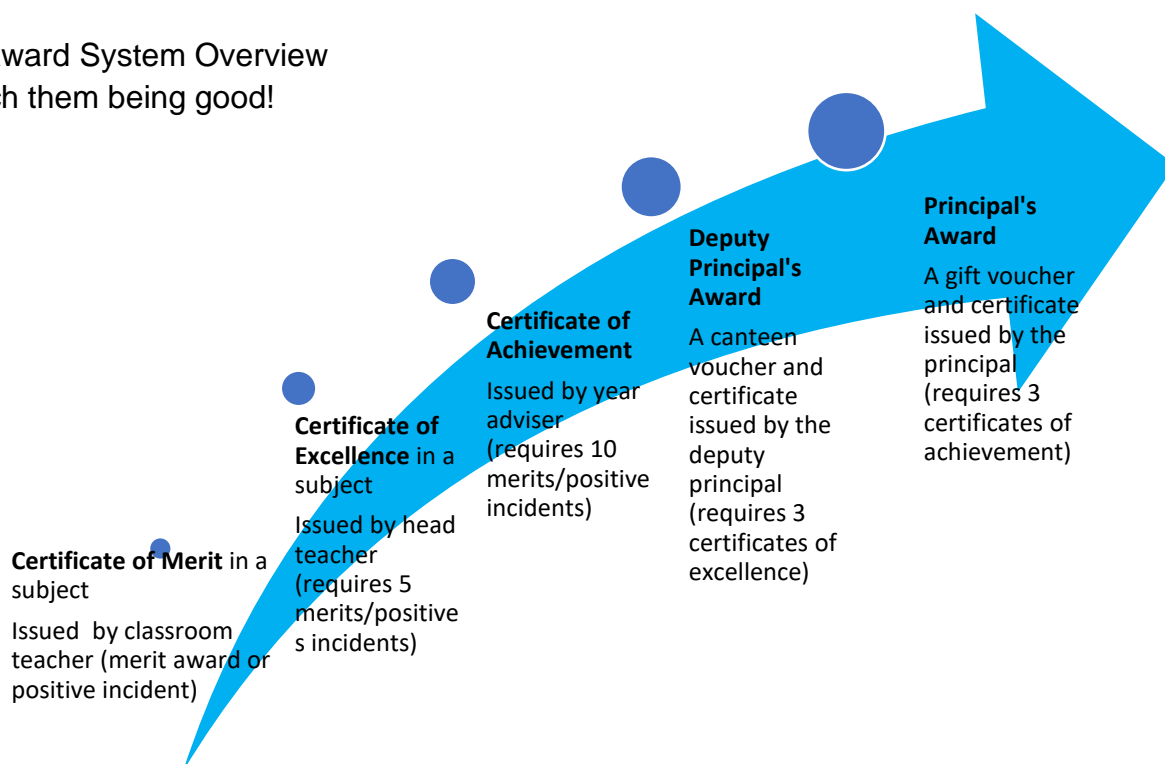 ward System Overview
ch them being good!
Certificate of Merit in a
subject
Issued  by classroom
teacher (merit award or
positive incident)
Certificate of
Excellence in a
subject
Issued by head
teacher
(requires 5
merits/positive
s incidents)
Certificate of
Achievement
Issued by year
adviser
(requires 10
merits/positive
incidents)
Deputy
Principal's
Award
A canteen
voucher and
certificate
issued by the
deputy
principal
(requires 3
certificates of
excellence)
Principal's
Award
A gift voucher
and certificate
issued by the
principal
(requires 3
certificates of
achievement)